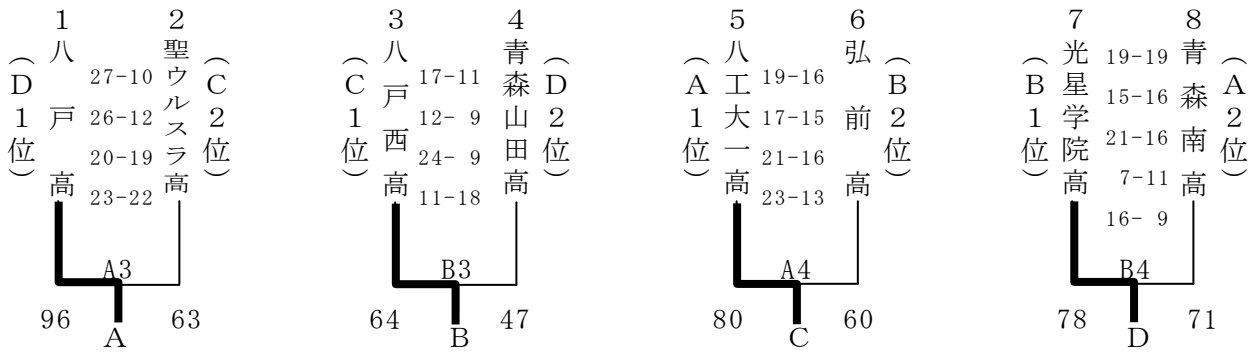 1 2
(D1位) 八戸高 聖ウルスラ高 (C2位)
27-10
26-12
20-19
23-22
A3
96 63
A
3 4
(C1位) 八戸西高 青森山田高 (D2位)
17-11
12- 9
24- 9
11-18
B3
64 47
B
5 6
(A1位) 八工大一高 弘前高 (B2位)
19-16
17-15
21-16
23-13
A4
80 60
C
7 8
(B1位) 光星学院高 青森南高 (A2位)
19-19
15-16
21-16
7-11
16- 9
B4
78 71
D